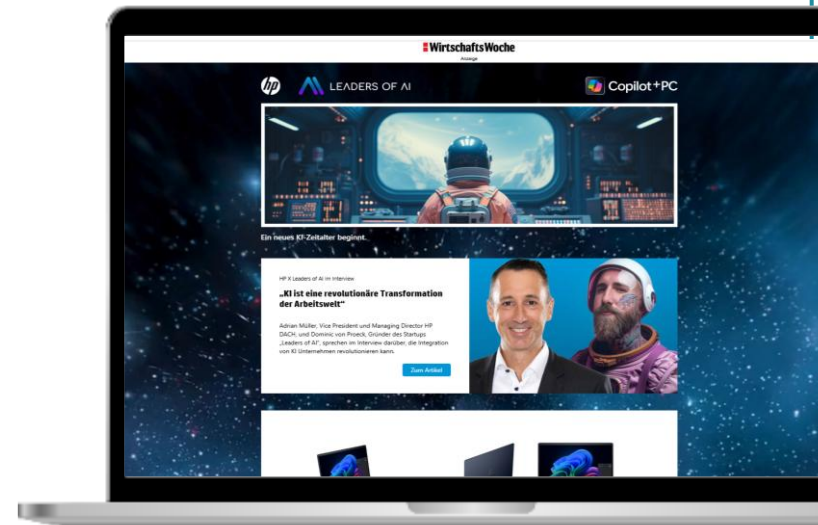 WirtschaftsWoche
Anzeige
hp LEADERS OF AI Copilot+PC
Ein neues KI-Zeitalter beginnt.
HP X Leaders of AI im Interview
„KI ist eine revolutionäre Transformation
der Arbeitswelt“
Adrian Müller, Vice President und Managing Director HP
DACH, und Dominic von Proeck, Gründer des Startups
„Leaders of AI“, sprechen im Interview darüber, die Integration
von KI Unternehmen revolutionieren kann.
Zum Artikel